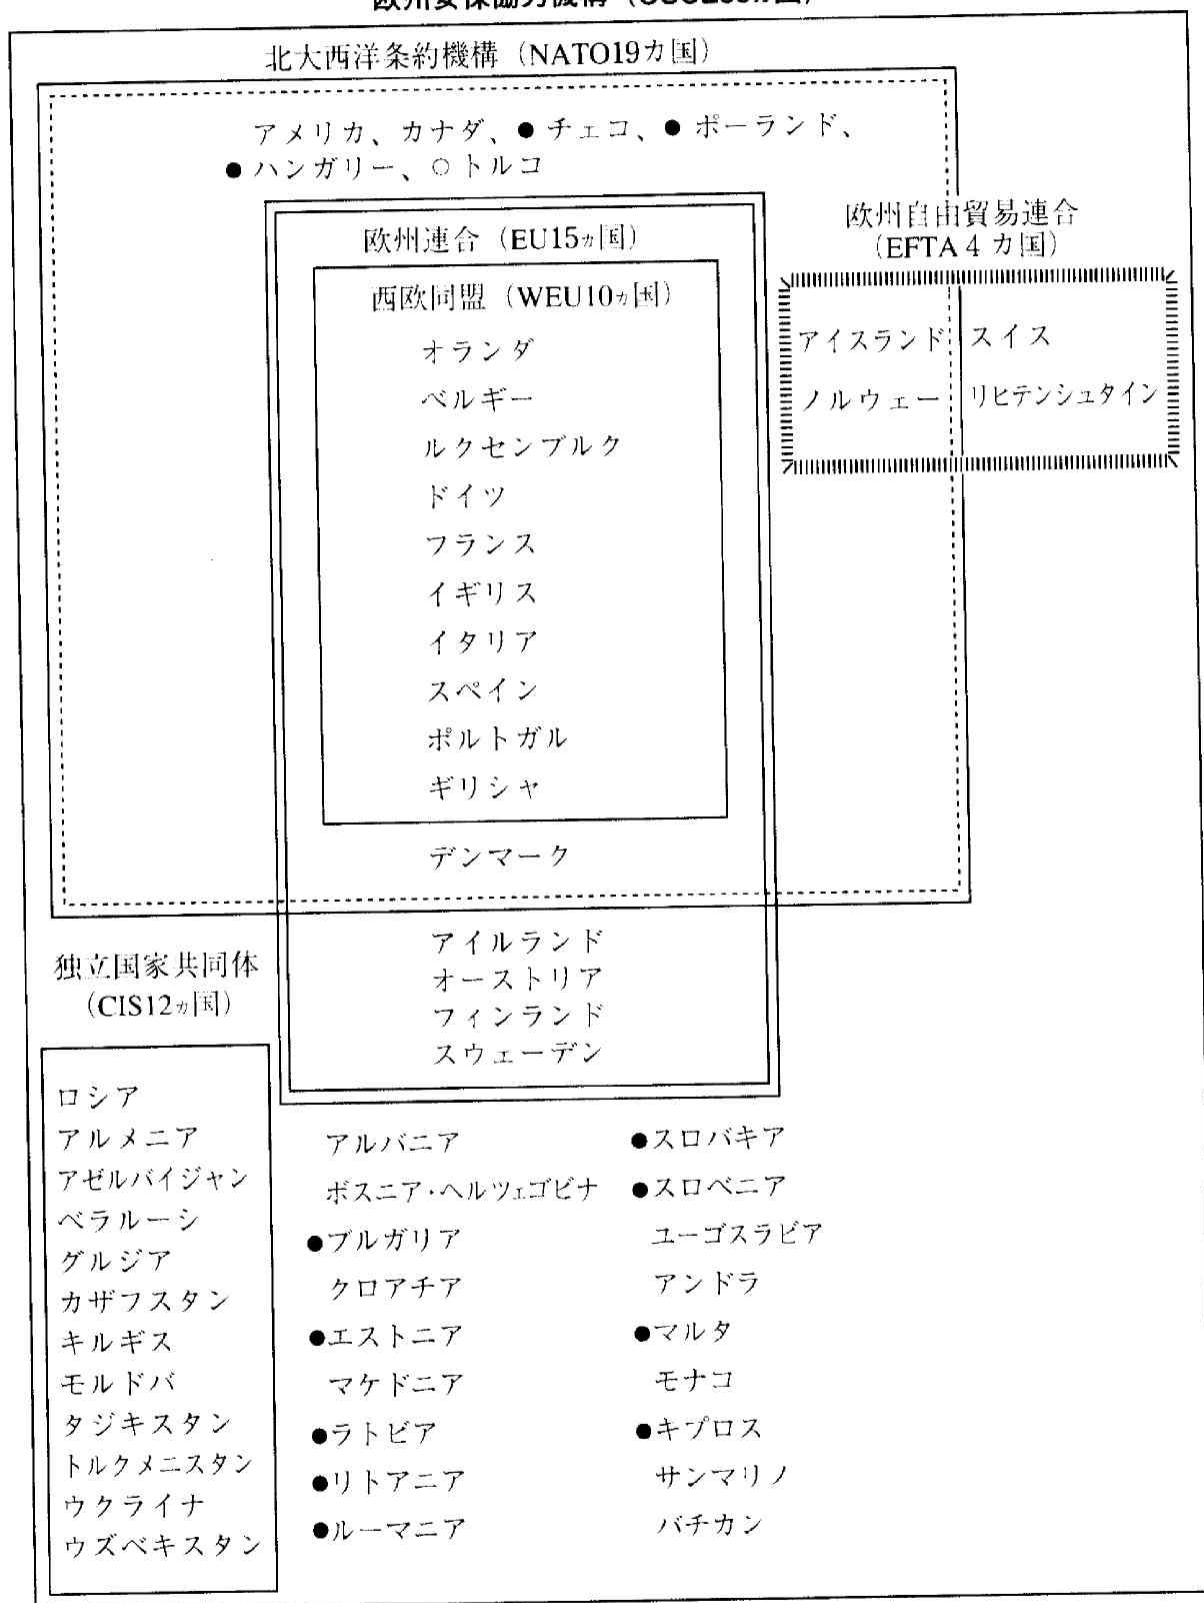 北大西洋条約機構（NATO19カ国）
アメリカ、カナダ、● チェコ、● ポーランド、
● ハンガリー、○トルコ
欧州連合（EU15ヵ国）
西欧同盟（WEU10ヵ国）
オランダ
ベルギー
ルクセンブルク
ドイツ
フランス
イギリス
イタリア
スペイン
ポルトガル
ギリシャ
デンマーク
アイルランド
オーストリア
フィンランド
スウェーデン
欧州自由貿易連合
（EFTA４カ国）
アイスランド スイス
ノルウェー リヒテンシュタイン
独立国家共同体
（CIS12ヵ国）
ロシア
アルメニア
アゼルバイジャン
ベラルーシ
グルジア
カザフスタン
キルギス
モルドバ
タジキスタン
トルクメニスタン
ウクライナ
ウズベキスタン
アルバニア
ボスニア・ヘルツェゴビナ
●ブルガリア
クロアチア
●エストニア
マケドニア
●ラトビア
●リトアニア
●ルーマニア
●スロバキア
●スロベニア
ユーゴスラビア
アンドラ
●マルタ
モナコ
●キプロス
サンマリノ
バチカン